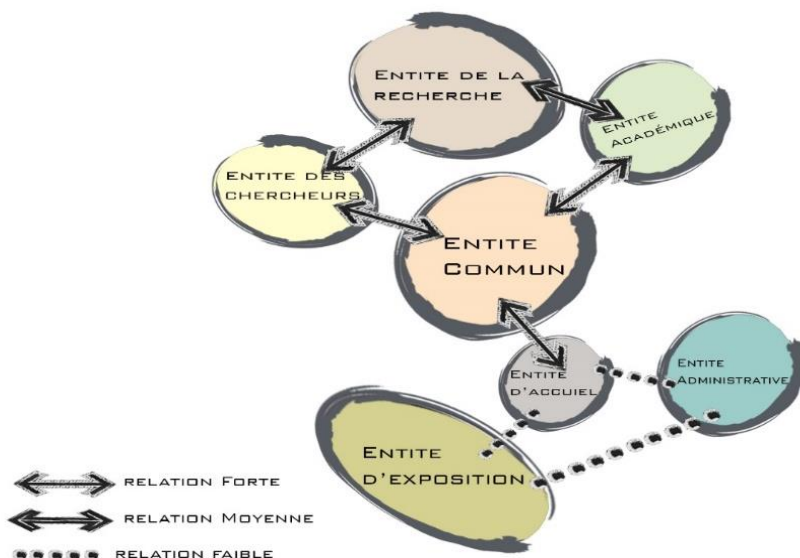 ENTITE DE LA
RECHERCHE
ENTITE
ACADÉMIQUE
ENTITE DES
CHERCHEURS
ENTITE
COMMUN
ENTITE
D'ACCUIEL
ENTITE
ADMINISTRATIVE
ENTITE
D'EXPOSITION
RELATION FORTE
RELATION MOYENNE
RELATION FAIBLE